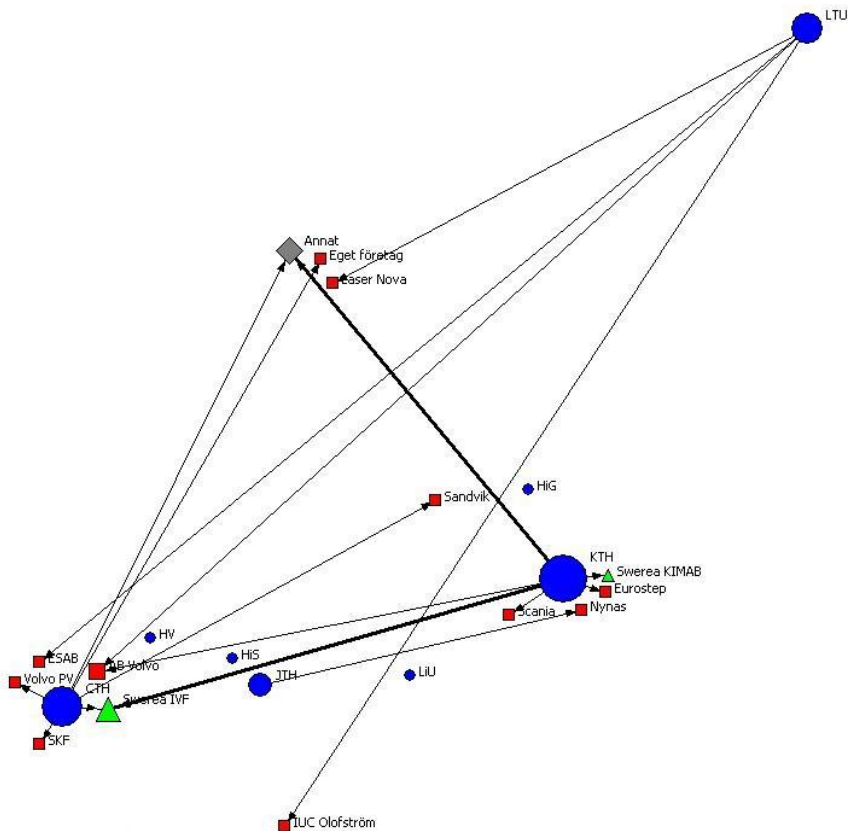 LTU
Annat
Eget företag
Laser Nova
HiG
Sandvik
KTH
Swerea KIMAB
Eurostep
Nynas
Scania
HV
HiS
ESAB
AB Volvo
JTH
LiU
Volvo PV
CTH
Swerea IVF
SKF
IUC Olofström